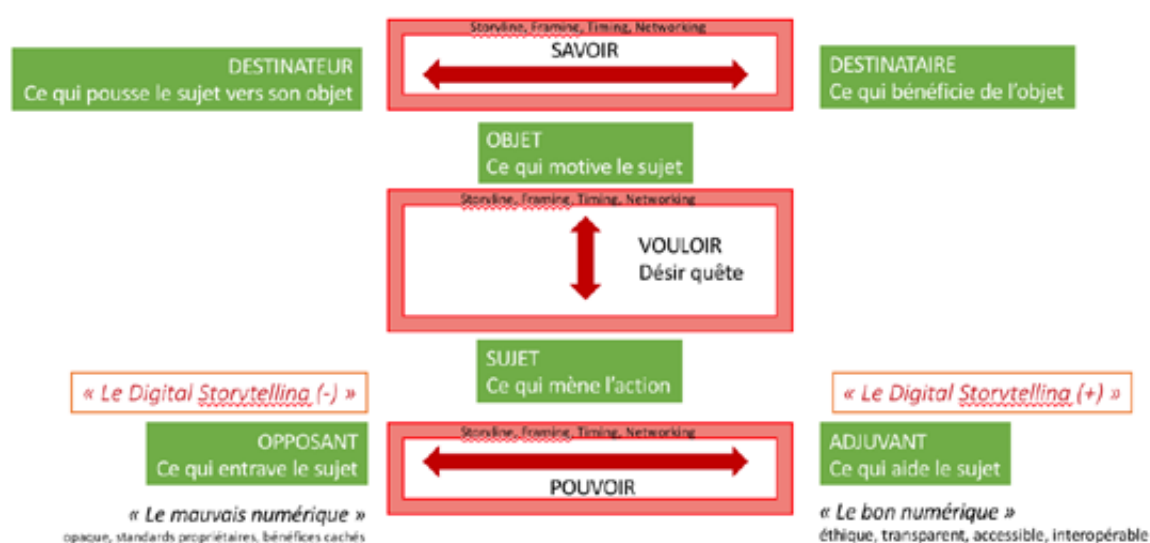 Storyline, Framing, Timing, Networking
SAVOIR
DESTINATEUR
Ce qui pousse le sujet vers son objet
DESTINATAIRE
Ce qui bénéficie de l'objet
OBJET
Ce qui motive le sujet
Storyline, Framing, Timing, Networking
VOULOIR
Désir quête
SUJET
Ce qui mène l'action
« Le Digital Storytelling (-) »
« Le Digital Storytelling (+) »
OPPOSANT
Ce qui entrave le sujet
Storyline, Framing, Timing, Networking
POUVOIR
ADJUVANT
Ce qui aide le sujet
« Le mauvais numérique »
opaque, standards propriétaires, bénéfices cachés
« Le bon numérique »
éthique, transparent, accessible, interopérable